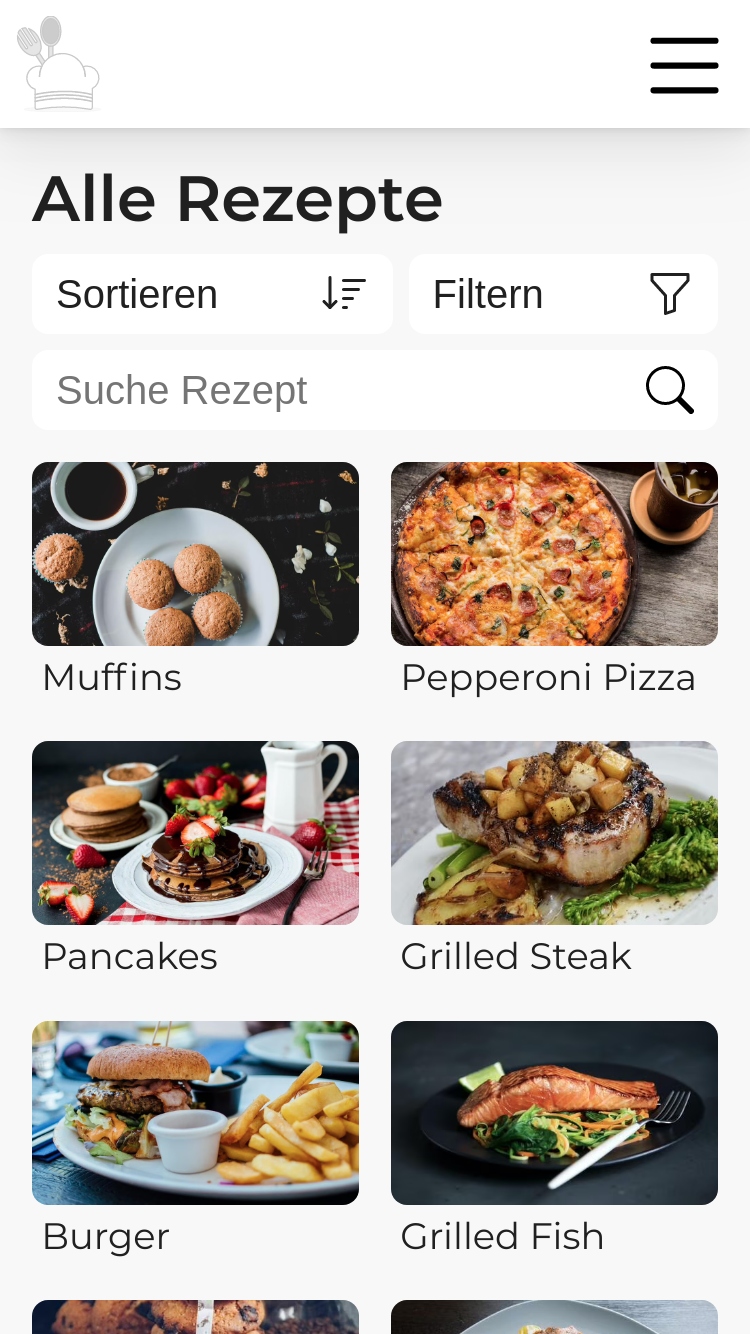 Alle Rezepte
Sortieren
Filtern
Suche Rezept
Muffins
Pepperoni Pizza
Pancakes
Grilled Steak
Burger
Grilled Fish